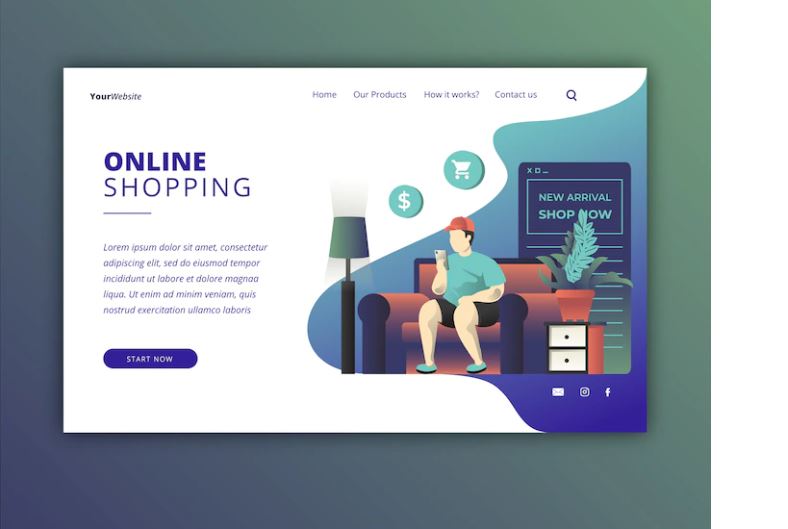 YourWebsite
Home Our Products How it works? Contact us
ONLINE
SHOPPING
Lorem ipsum dolor sit amet, consectetur
adipiscing elit, sed do eiusmod tempor
incididunt ut labore et dolore magnaa
liqua. Ut enim ad minim veniam, quis
nostrud exercitation ullamco laboris
START NOW
$
NEW ARRIVAL
SHOP NOW